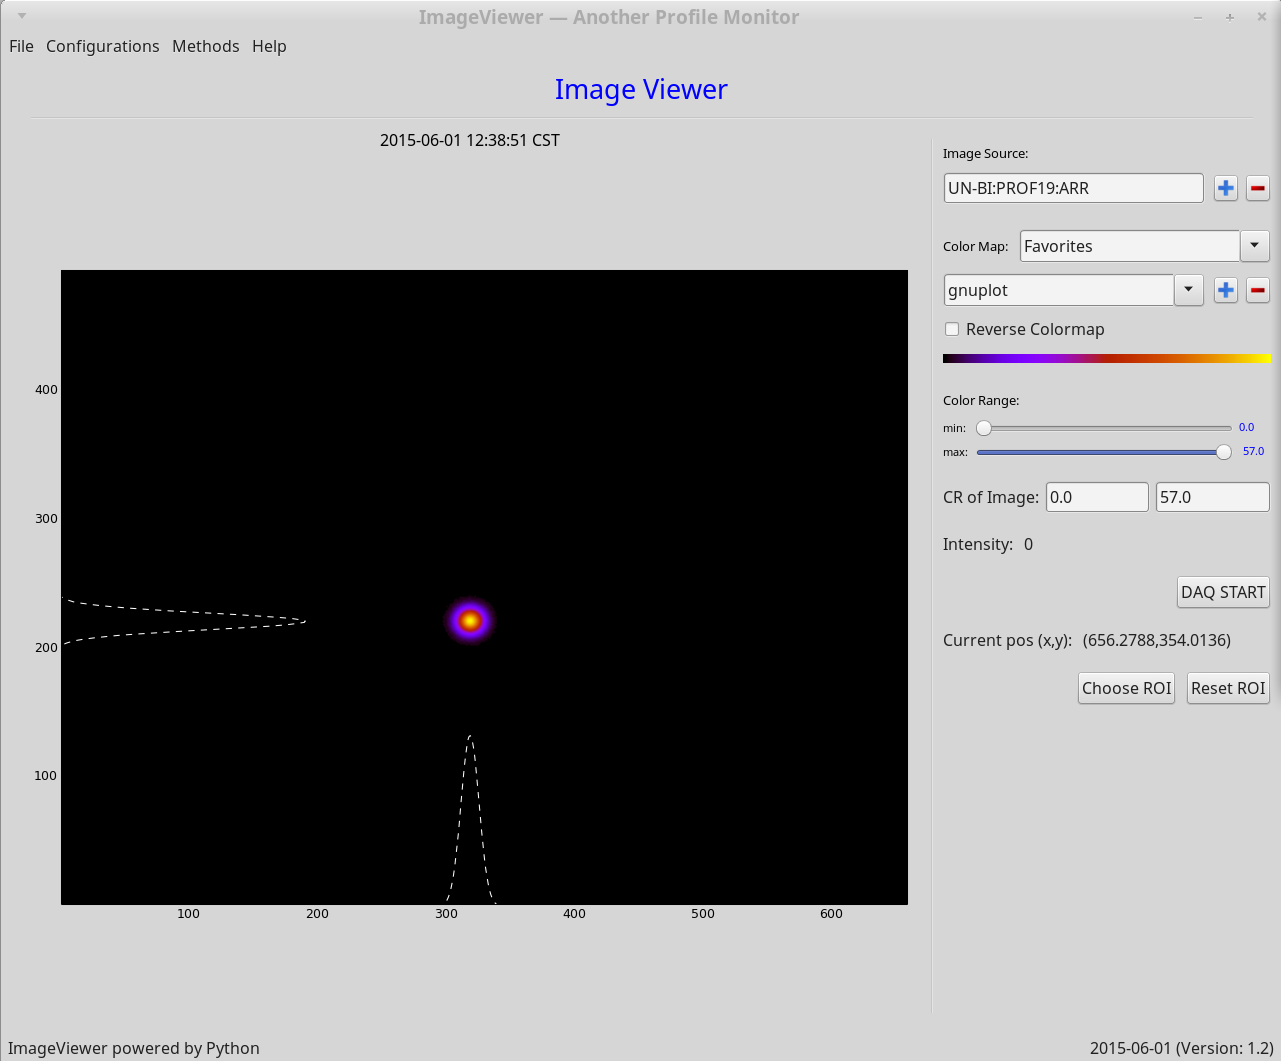 ImageViewer — Another Profile Monitor
File Configurations Methods Help
Image Viewer
2015-06-01 12:38:51 CST
400
300
200
100
100 200 300 400 500 600
Image Source:
UN-BI:PROF19:ARR
Color Map: Favorites
gnuplot
Reverse Colormap
Color Range:
min: 0.0
max: 57.0
CR of Image: 0.0 57.0
Intensity: 0
DAQ START
Current pos (x,y): (656.2788,354.0136)
Choose ROI Reset ROI
ImageViewer powered by Python
2015-06-01 (Version: 1.2)